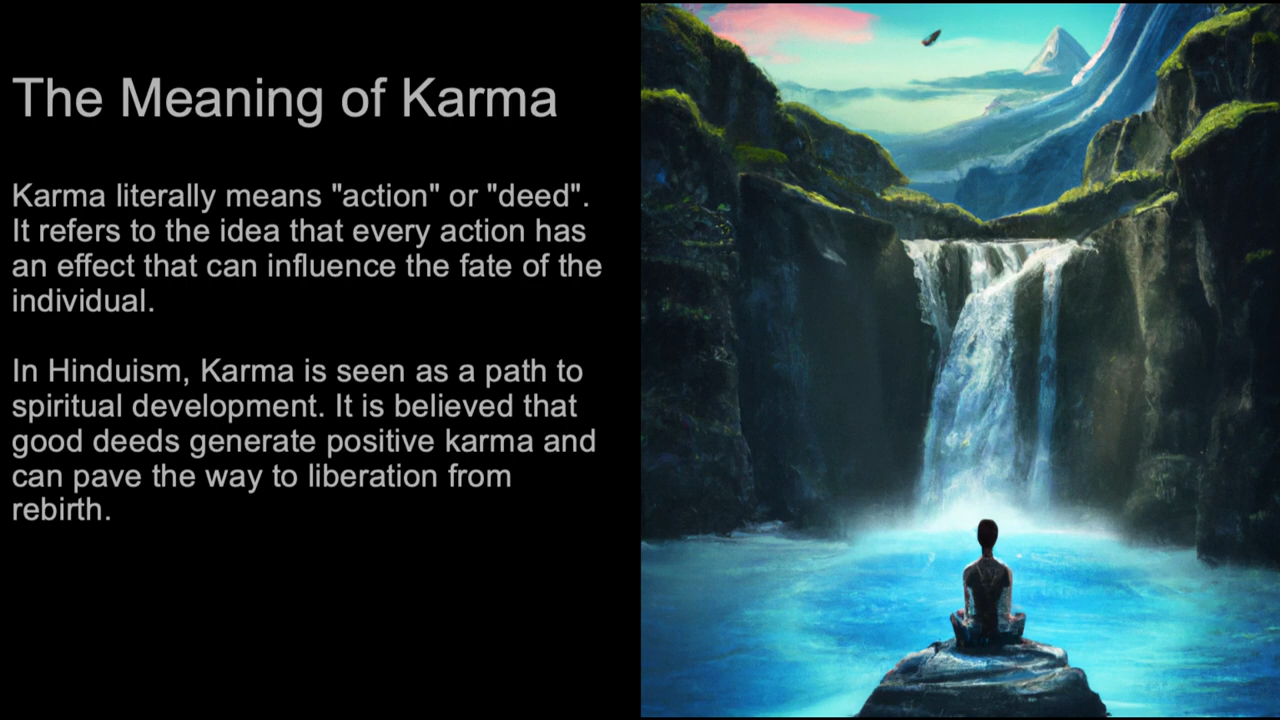 The Meaning of Karma
Karma literally means "action" or "deed".
It refers to the idea that every action has
an effect that can influence the fate of the
individual.
In Hinduism, Karma is seen as a path to
spiritual development. It is believed that
good deeds generate positive karma and
can pave the way to liberation from
rebirth.